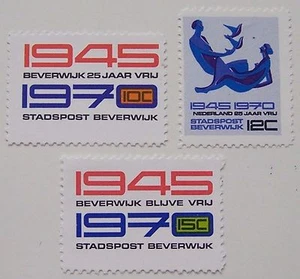 1945
BEVERWIJK 25 JAAR VRIJ
1970 10C
STADSPOST BEVERWIJK
1945 1970
NEDERLAND 25 JAAR VRIJ
STADSPOST
BEVERWIJK 12C
1945
BEVERWIJK BLIJVE VRIJ
1970 15C
STADSPOST BEVERWIJK